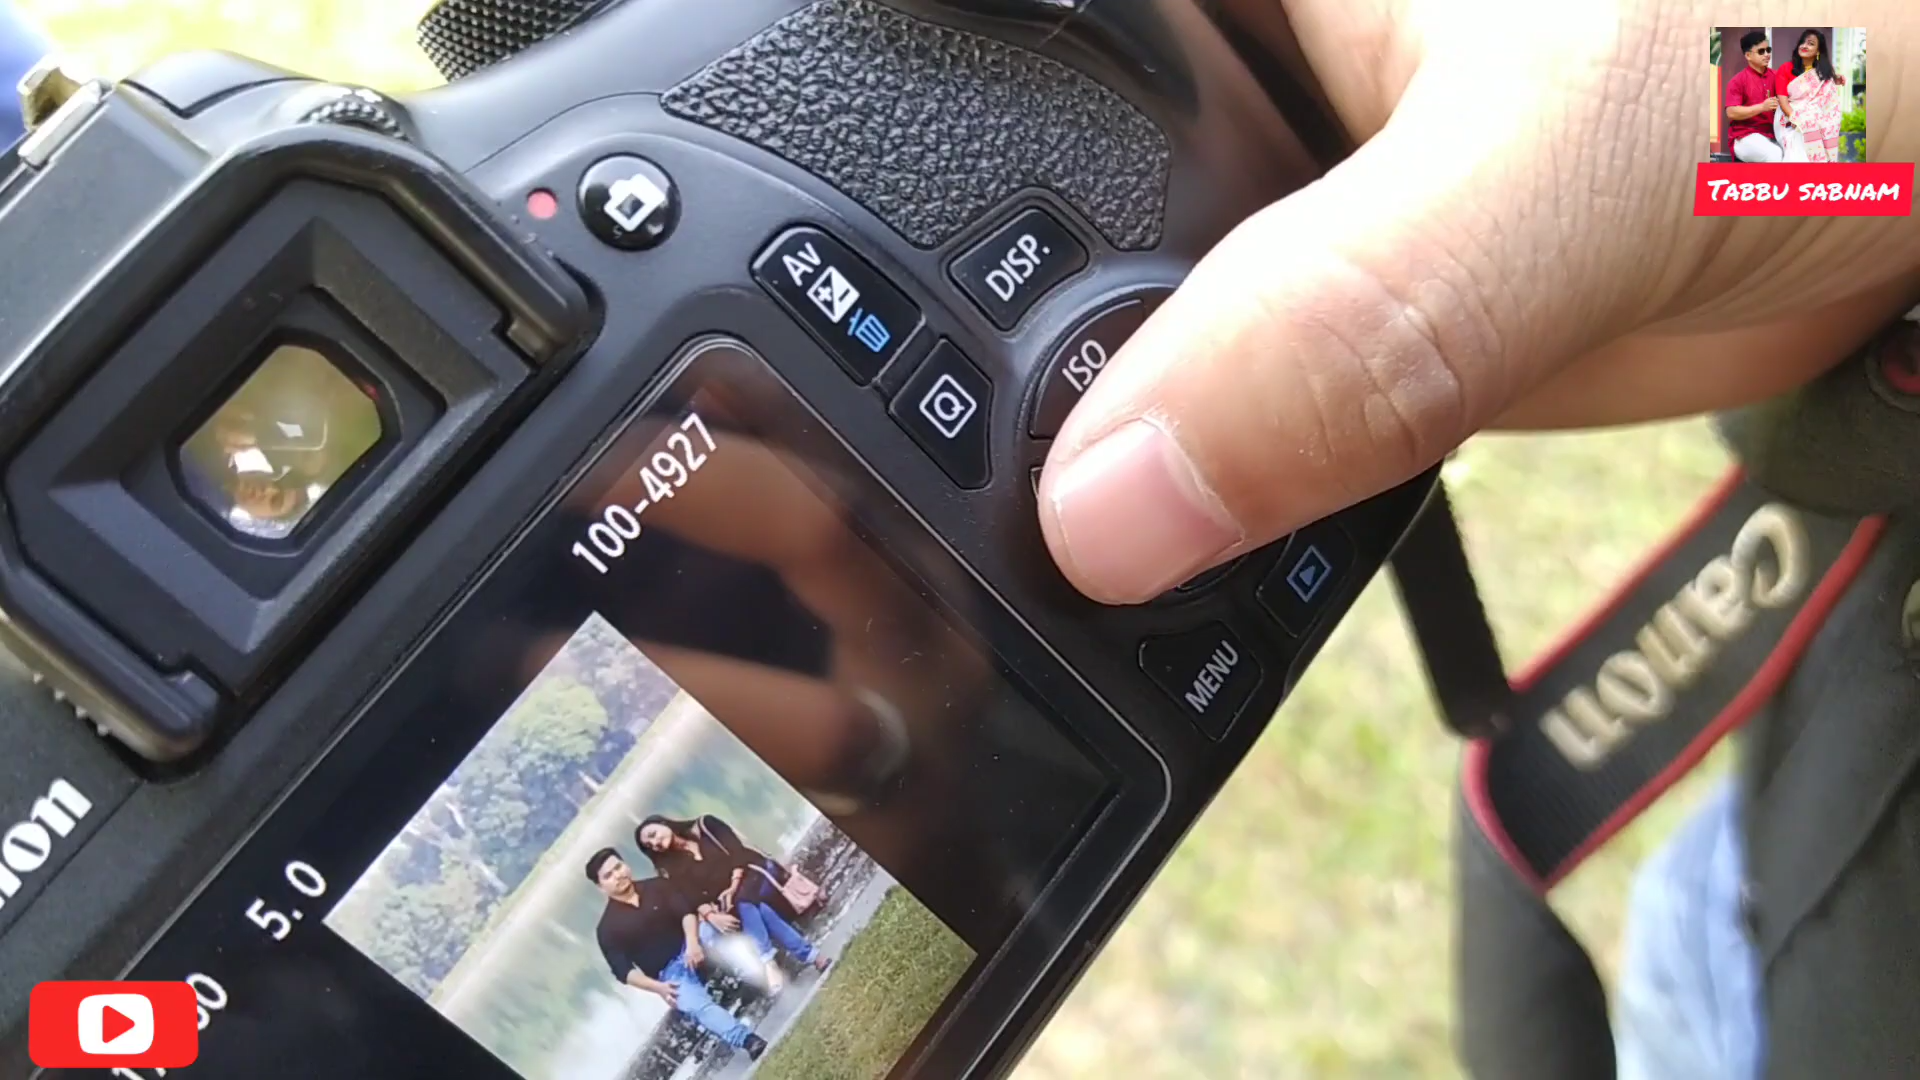 TABBU SABNAM
Av
DISP.
ISO
Q
100-4927
MENU
Canon
5.0